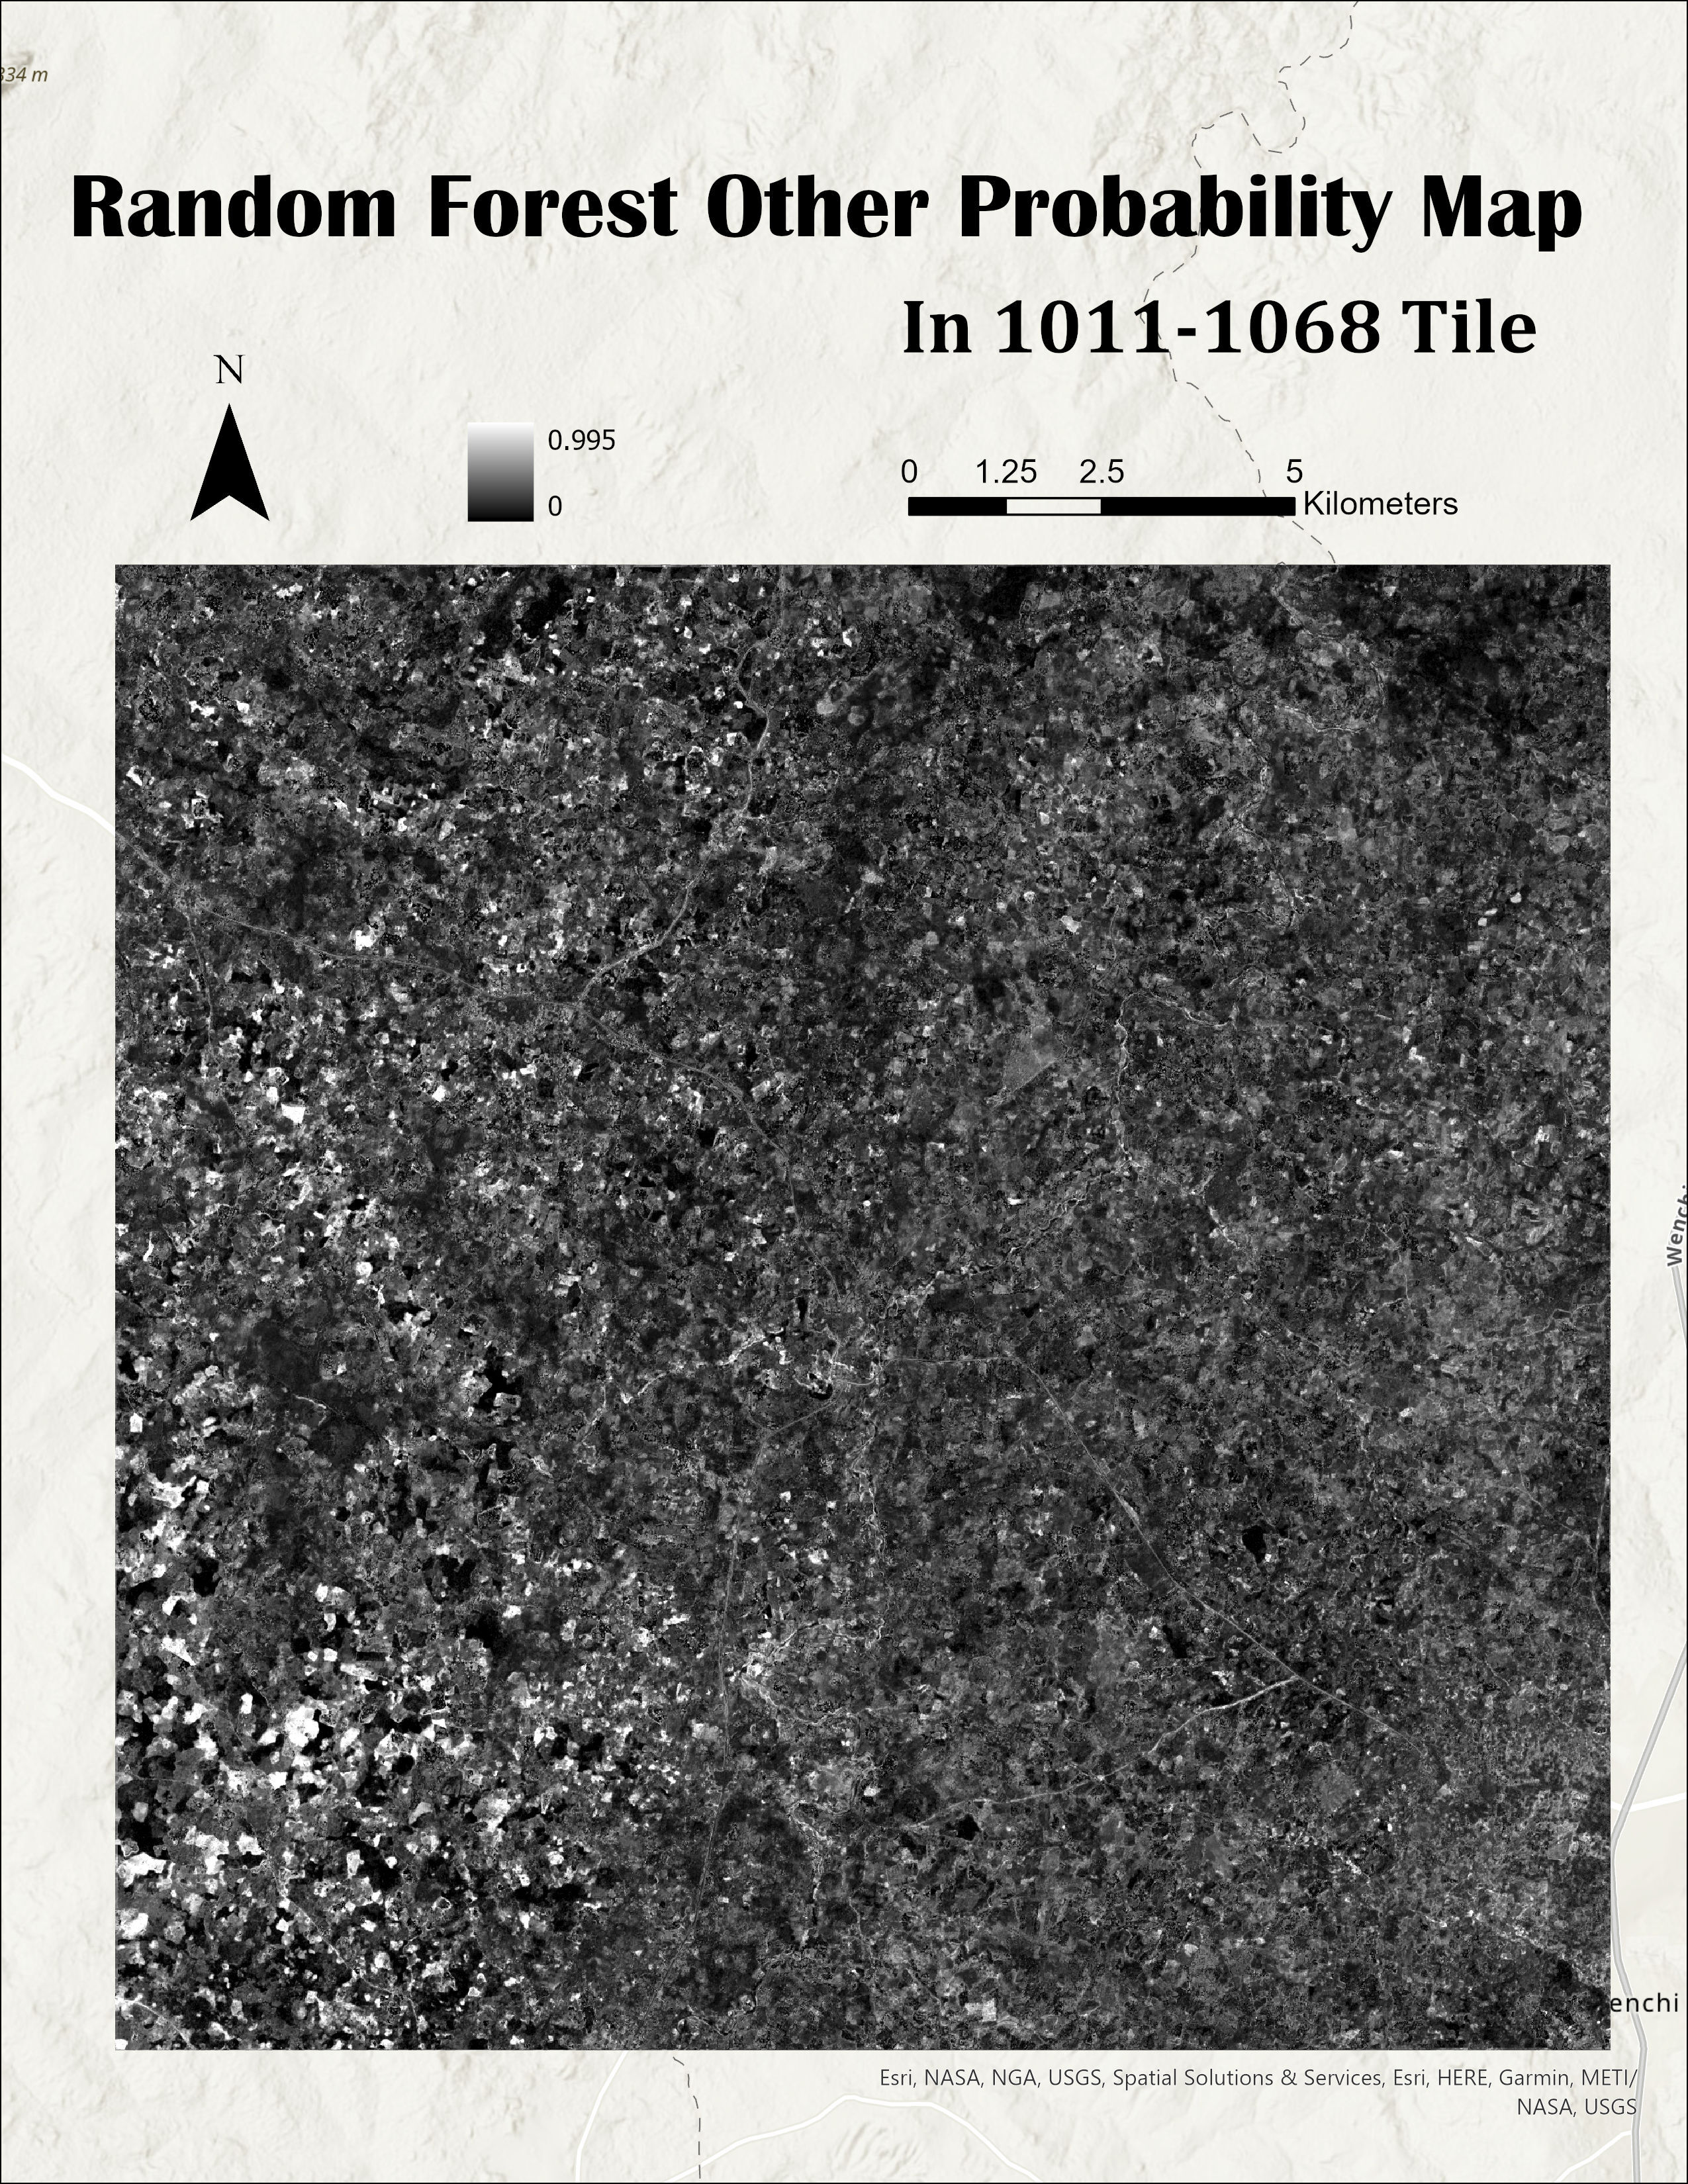 334 m
Random Forest Other Probability Map
In 1011-1068 Tile
N
0.995
0
0 1.25 2.5 5
Kilometers
Wenchi
enchi
Esri, NASA, NGA, USGS, Spatial Solutions & Services, Esri, HERE, Garmin, METI/
NASA, USGS